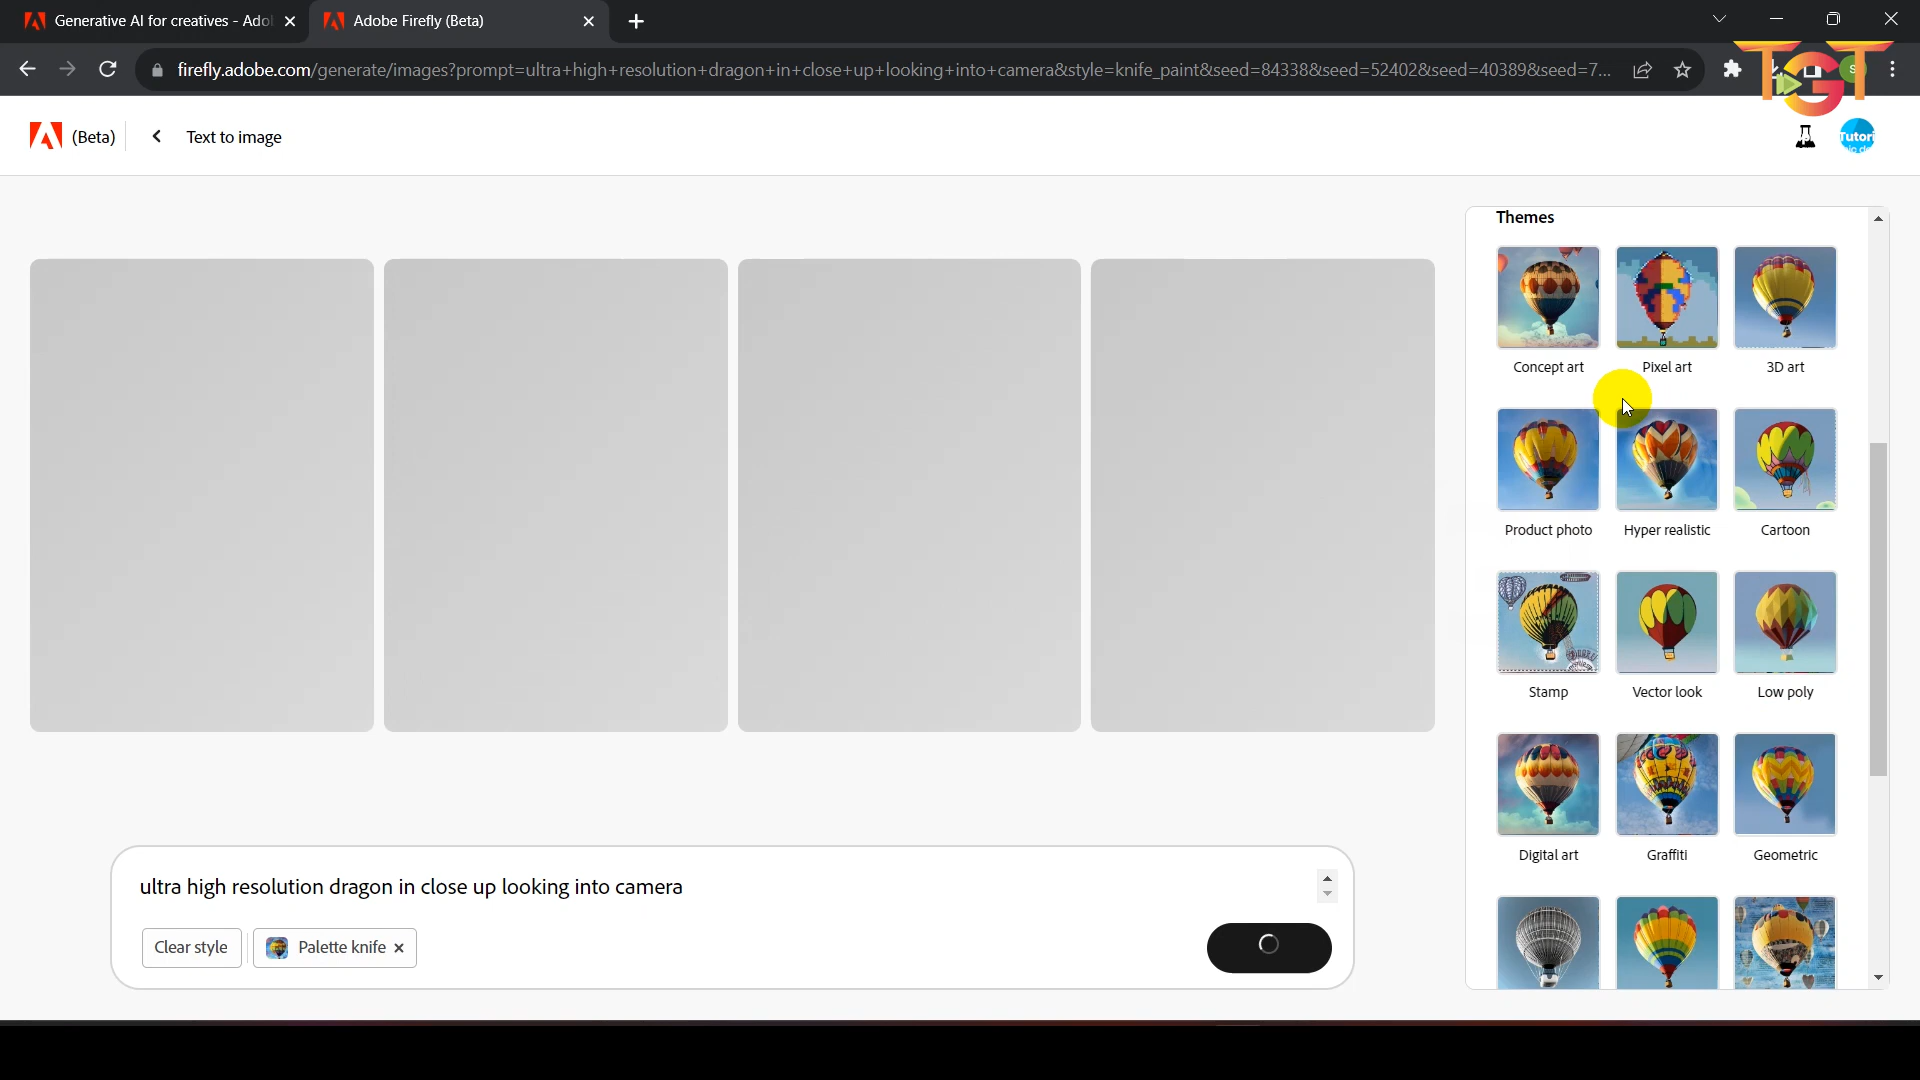 Generative AI for creatives - Ado
Adobe Firefly (Beta)
firefly.adobe.com/generate/images?prompt=ultra+high+resolution+dragon+in+close+up+looking+into+camera&style=knife_paint&seed=84338&seed=52402&seed=40389&seed=7...
S
TGT
(Beta)
Text to image
Tutori
Themes
Concept art
Pixel art
3D art
Product photo
Hyper realistic
Cartoon
Stamp
Vector look
Low poly
Digital art
Graffiti
Geometric
ultra high resolution dragon in close up looking into camera
Clear style
Palette knife